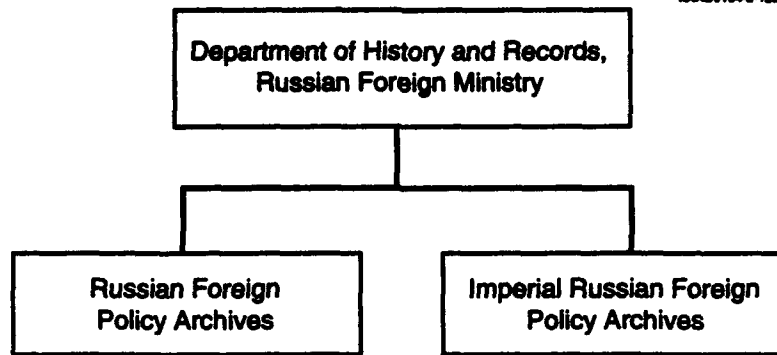 Department of History and Records,
Russian Foreign Ministry
Russian Foreign
Policy Archives
Imperial Russian Foreign
Policy Archives